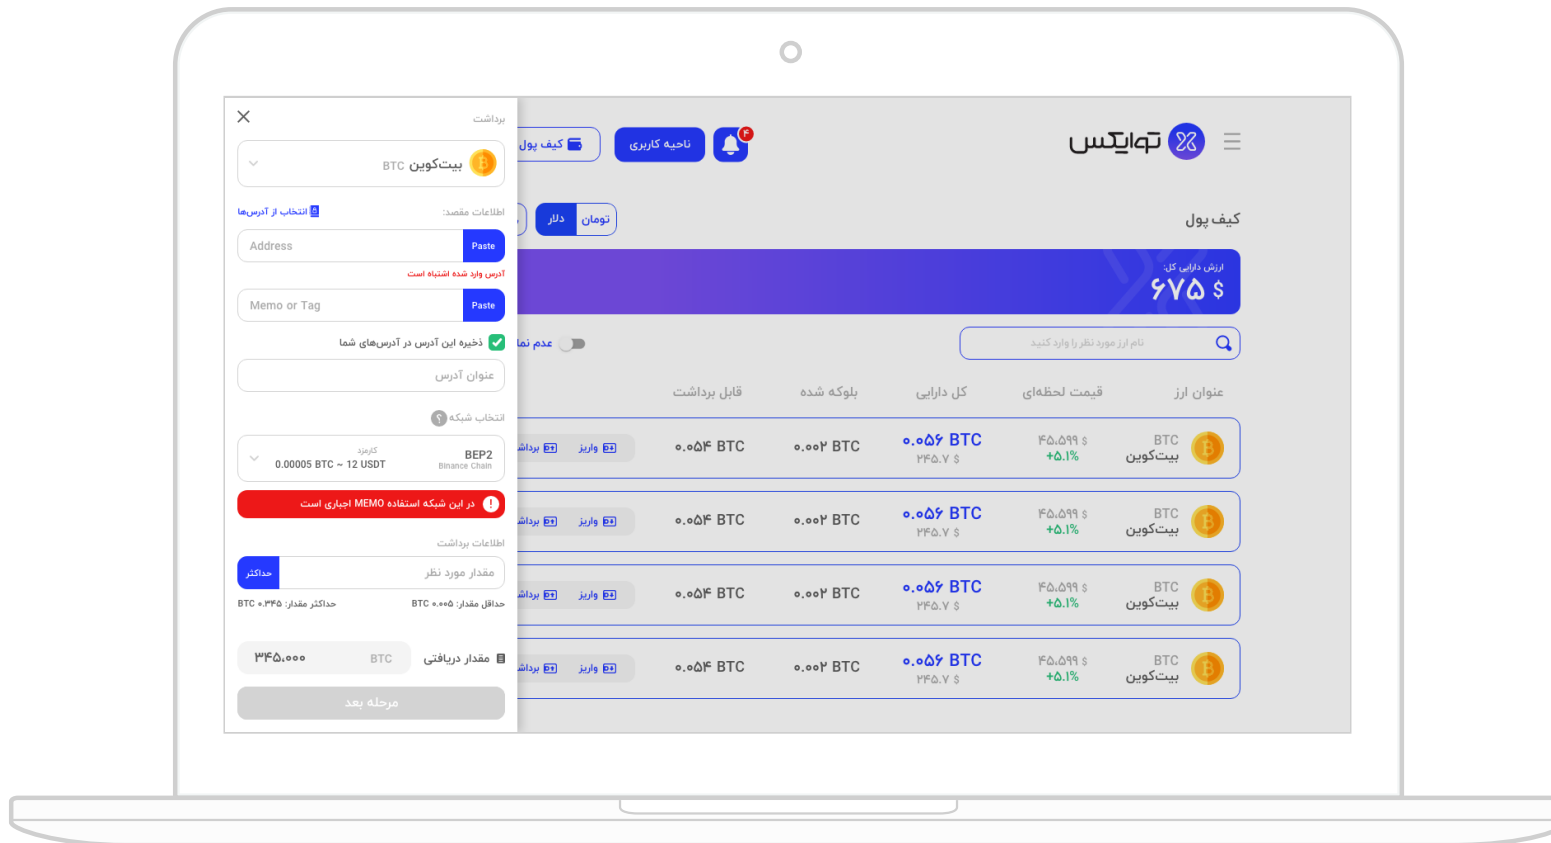 توایکس
۴
ناحیه کاربری
کیف پول
کیف پول
تومان
دلار
ارزش دارایی کل:
$ ۶۷۵
نام ارز مورد نظر را وارد کنید
عدم نما
عنوان ارز
قیمت لحظه‌ای
کل دارایی
بلوکه شده
قابل برداشت
BTC
بیت‌کوین
۴۵،۵۹۹ $
+۵.۱%
۰.۰۵۶ BTC
۲۴۵.۷ $
۰.۰۰۲ BTC
۰.۰۵۴ BTC
واریز
برداش
BTC
بیت‌کوین
۴۵،۵۹۹ $
+۵.۱%
۰.۰۵۶ BTC
۲۴۵.۷ $
۰.۰۰۲ BTC
۰.۰۵۴ BTC
واریز
برداش
BTC
بیت‌کوین
۴۵،۵۹۹ $
+۵.۱%
۰.۰۵۶ BTC
۲۴۵.۷ $
۰.۰۰۲ BTC
۰.۰۵۴ BTC
واریز
برداش
BTC
بیت‌کوین
۴۵،۵۹۹ $
+۵.۱%
۰.۰۵۶ BTC
۲۴۵.۷ $
۰.۰۰۲ BTC
۰.۰۵۴ BTC
واریز
برداش
برداشت
بیت‌کوین BTC
اطلاعات مقصد:
انتخاب از آدرس‌ها
Address
Paste
آدرس وارد شده اشتباه است
Memo or Tag
Paste
ذخیره این آدرس در آدرس‌های شما
عنوان آدرس
انتخاب شبکه ؟
BEP2
Binance Chain
کارمزد
0.00005 BTC ~ 12 USDT
در این شبکه استفاده MEMO اجباری است
اطلاعات برداشت
مقدار مورد نظر
حداکثر
حداقل مقدار: ۰.۰۰۵ BTC
حداکثر مقدار: ۰.۳۴۵ BTC
مقدار دریافتی
BTC
۳۴۵،۰۰۰
مرحله بعد